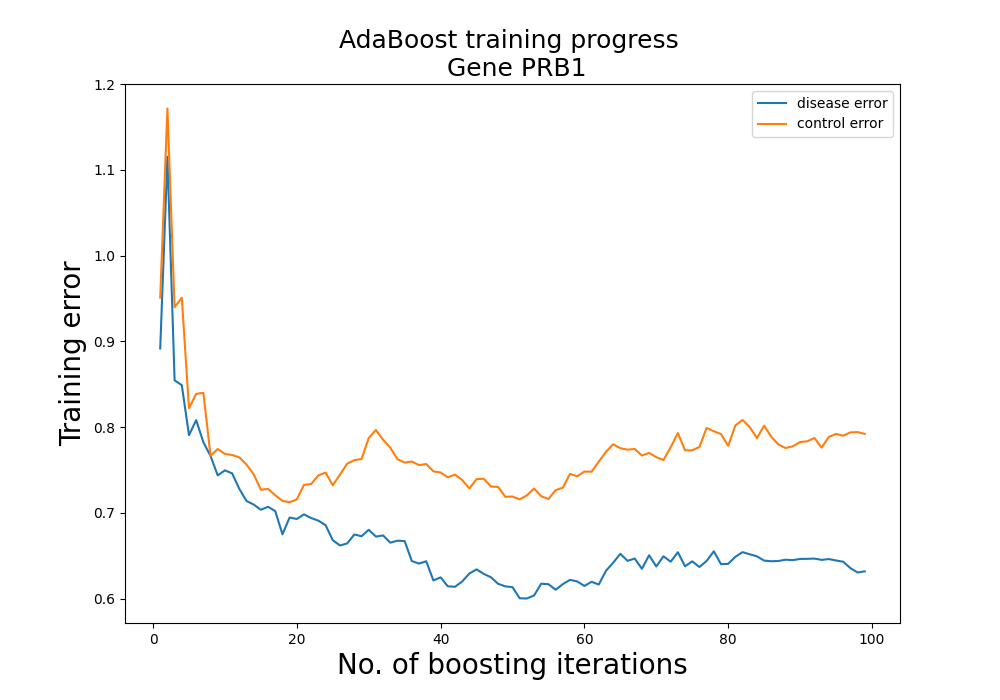 AdaBoost training progress
Gene PRB1
disease error
control error
Training error
1.2
1.1
1.0
0.9
0.8
0.7
0.6
0
20
40
60
80
100
No. of boosting iterations